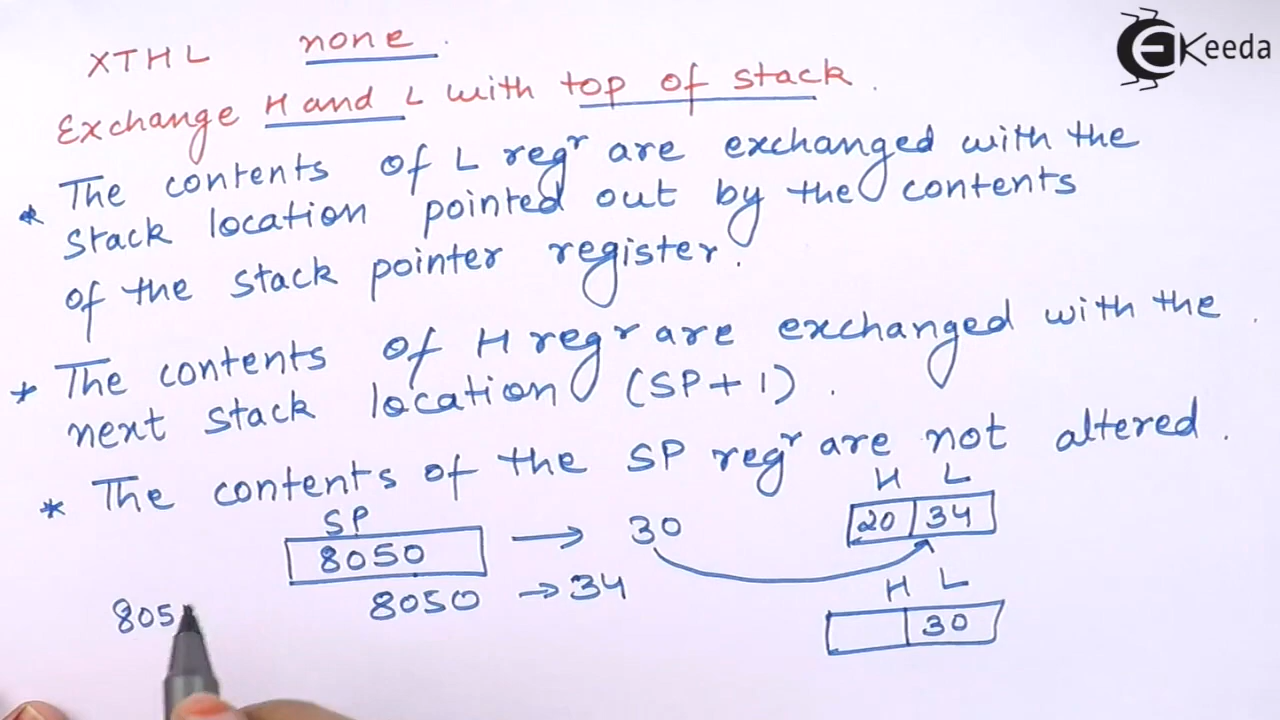 XTHL none.
Keeda
Exchange H and L with top of stack.
* The contents of L regr are exchanged with the
stack location pointed out by the contents
of the stack pointer register.
* The contents of H regr are exchanged with the
next stack location (SP+1).
* The contents of the SP regr are not altered.
H L
SP
8050 → 30 20 34
8050 → 34
H L
30
805